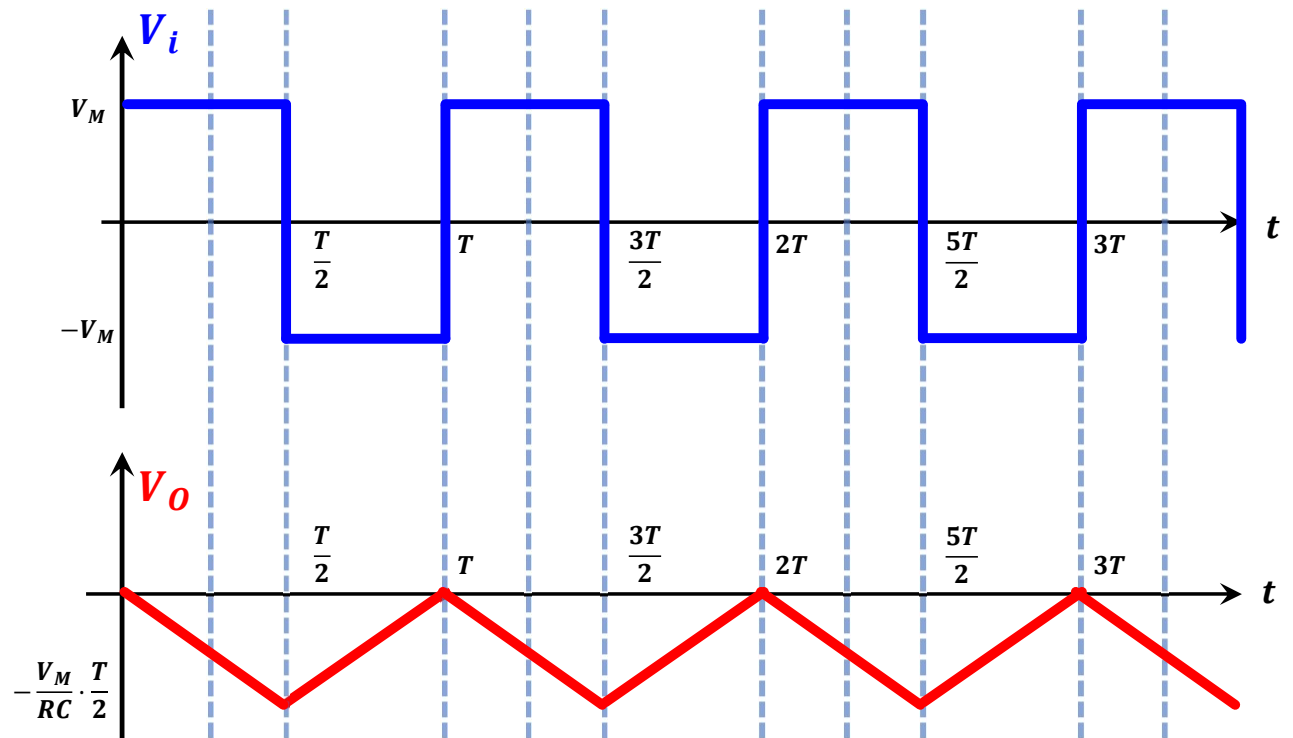 V_i
V_M
t
T/2 T 3T/2 2T 5T/2 3T
−V_M
V_O
T/2 T 3T/2 2T 5T/2 3T
t
−V_M/RC · T/2